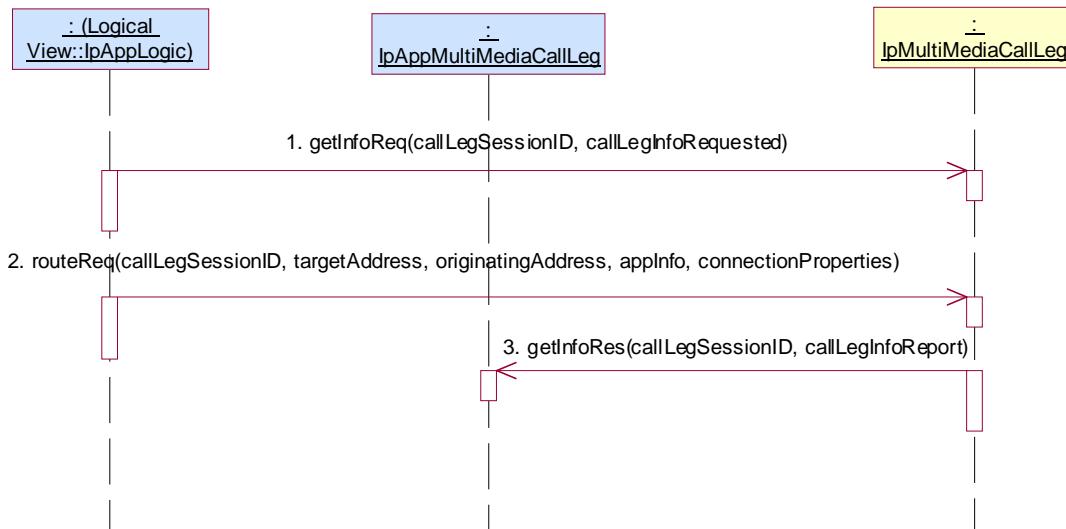 : (Logical
View::IpAppLogic)
:
IpAppMultiMediaCallLeg
:
IpMultiMediaCallLeg
1. getInfoReq(callLegSessionID, callLegInfoRequested)
2. routeReq(callLegSessionID, targetAddress, originatingAddress, appInfo, connectionProperties)
3. getInfoRes(callLegSessionID, callLegInfoReport)